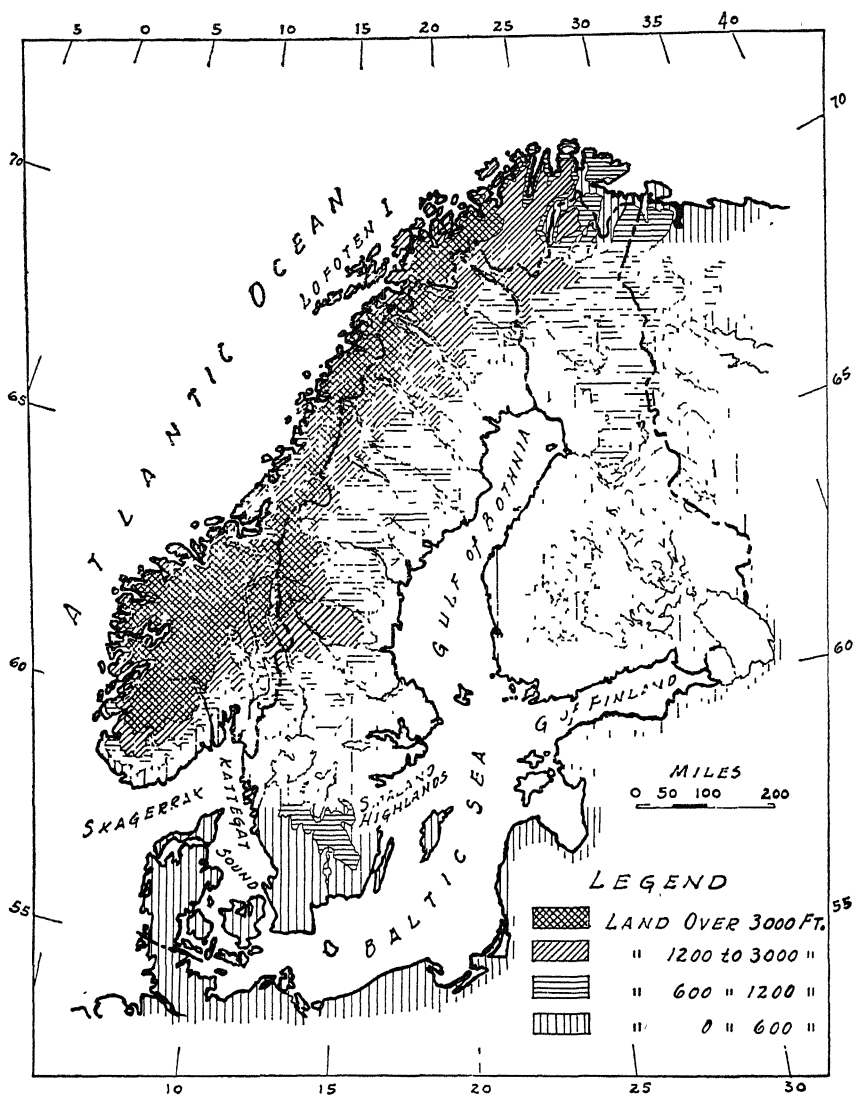 5 0 5 10 15 20 25 30 35 40
70
70
ATLANTIC OCEAN
LOFOTEN I
65
65
GULF of BOTHNIA
60
60
G of FINLAND
SKAGERRAK
KATTEGAT
SOUND
SMALAND
HIGHLANDS
BALTIC SEA
MILES
0 50 100 200
55
55
LEGEND
LAND OVER 3000 FT.
" 1200 to 3000 "
" 600 " 1200 "
" 0 " 600 "
10 15 20 25 30